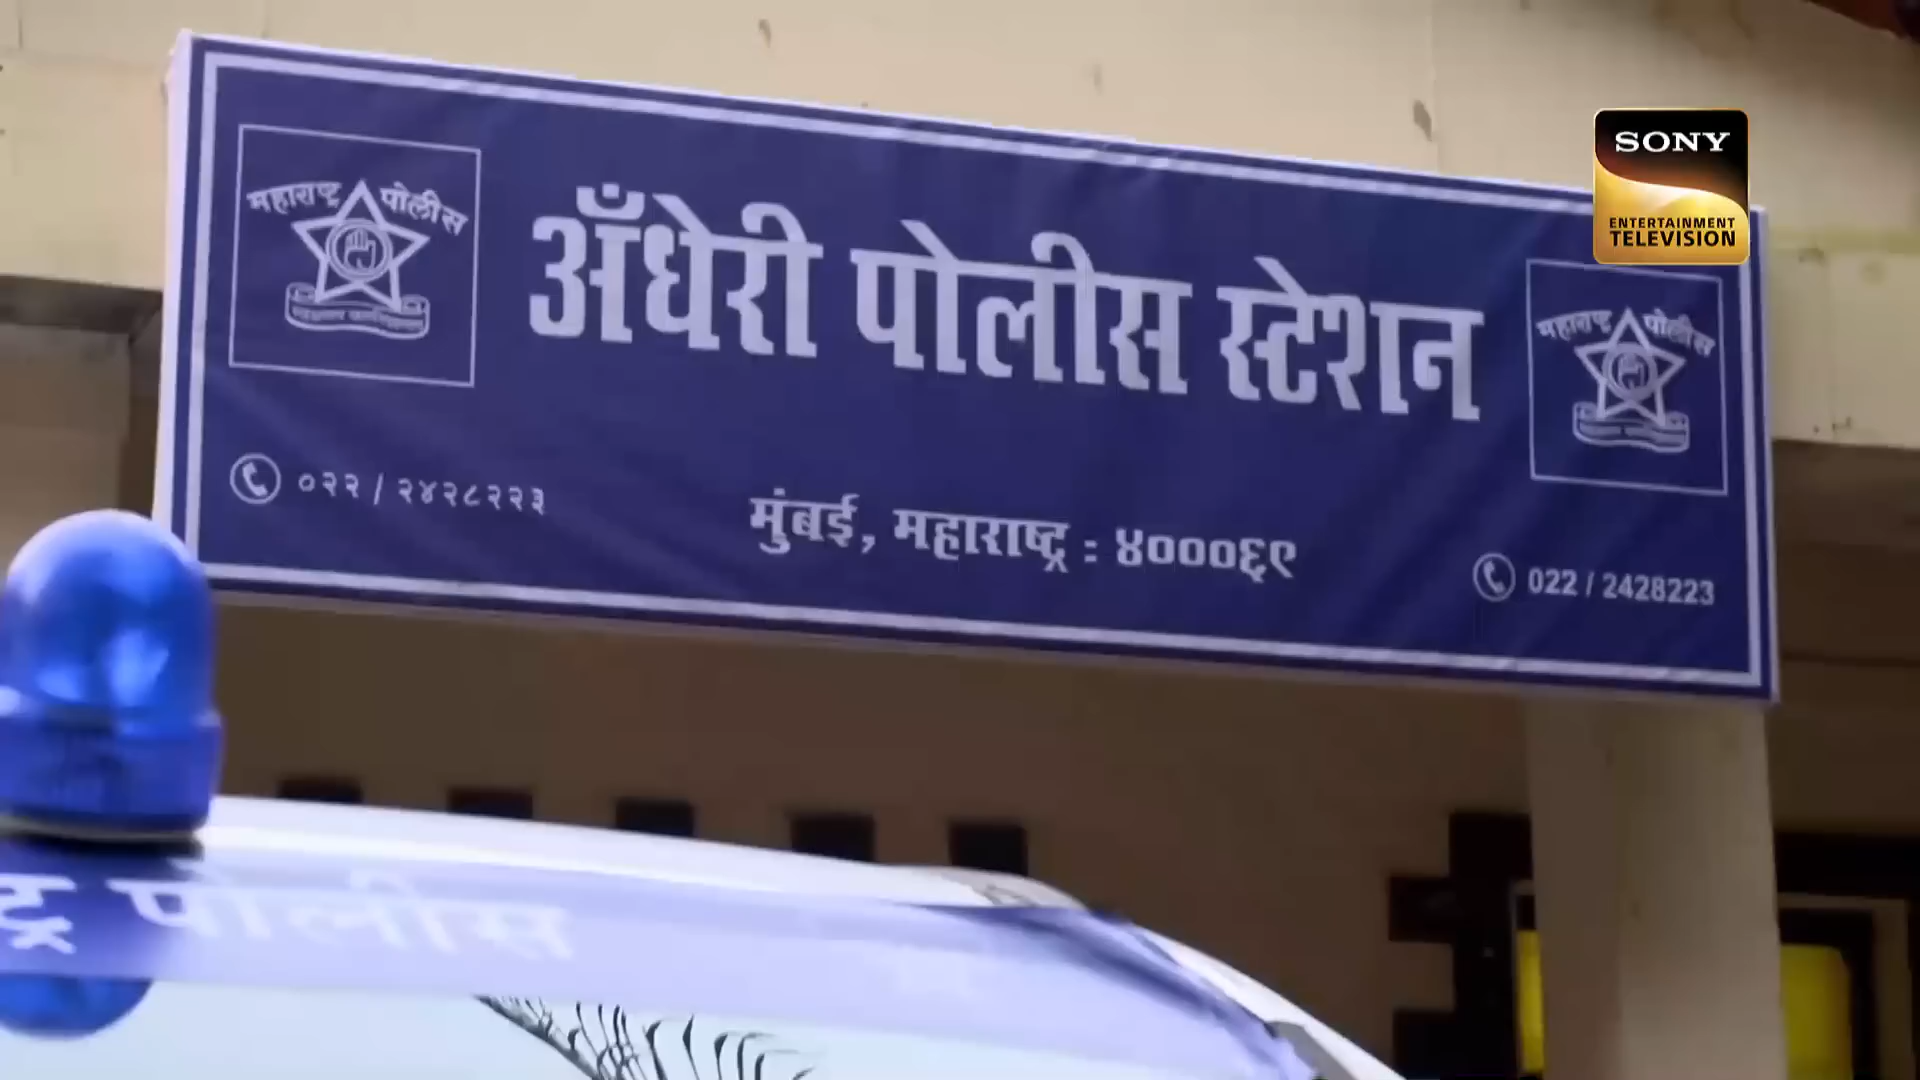 SONY
ENTERTAINMENT
TELEVISION
महाराष्ट्र पोलीस
अँधेरी पोलीस स्टेशन
महाराष्ट्र पोलीस
०२२ / २४२८२२३
मुंबई, महाराष्ट्र : ४०००६९
022 / 2428223
ट्र पोलीस